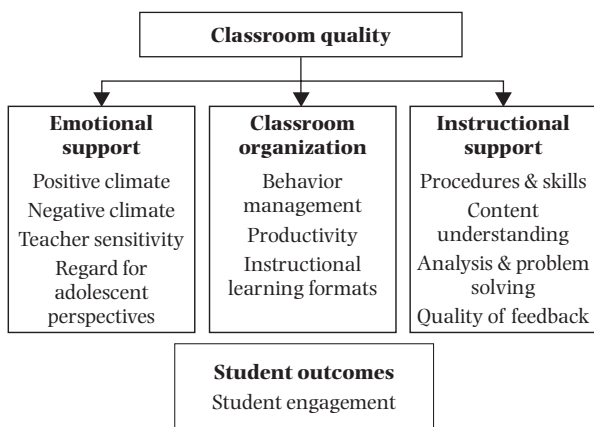 Classroom quality
Emotional
support
Positive climate
Negative climate
Teacher sensitivity
Regard for
adolescent
perspectives
Classroom
organization
Behavior
management
Productivity
Instructional
learning formats
Instructional
support
Procedures & skills
Content
understanding
Analysis & problem
solving
Quality of feedback
Student outcomes
Student engagement